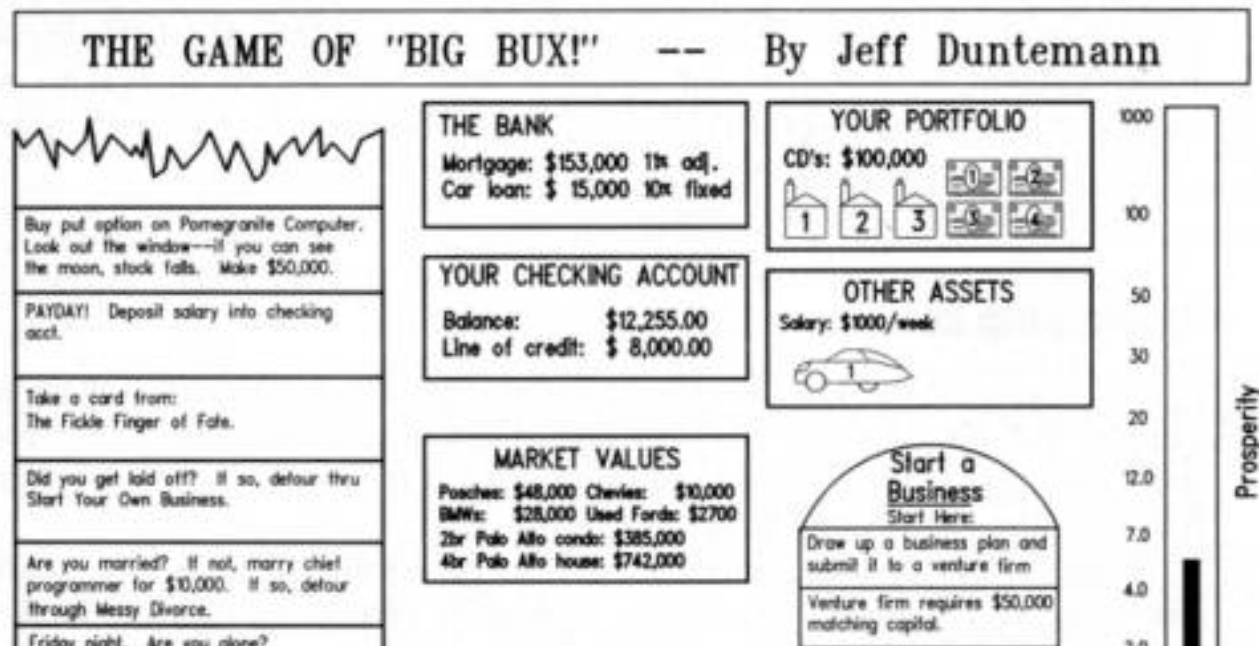 THE GAME OF "BIG BUX!" -- By Jeff Duntemann
Buy put option on Pomegranite Computer.
Look out the window--if you can see
the moon, stock falls. Make $50,000.
PAYDAY! Deposit salary into checking
acct.
Take a card from:
The Fickle Finger of Fate.
Did you get laid off? If so, detour thru
Start Your Own Business.
Are you married? If not, marry chief
programmer for $10,000. If so, detour
through Messy Divorce.
Friday night. Are you alone?
THE BANK
Mortgage: $153,000 11% adj.
Car loan: $ 15,000 10% fixed
YOUR CHECKING ACCOUNT
Balance: $12,255.00
Line of credit: $ 8,000.00
MARKET VALUES
Posches: $48,000 Chevies: $10,000
BMWs: $28,000 Used Fords: $2700
2br Palo Alto condo: $385,000
4br Palo Alto house: $742,000
YOUR PORTFOLIO
CD's: $100,000
1 2 3 1 2 3 4
OTHER ASSETS
Salary: $1000/week
1
Start a
Business
Start Here:
Draw up a business plan and
submit it to a venture firm
Venture firm requires $50,000
matching capital.
1000
100
50
30
20
12.0
7.0
4.0
Prosperity